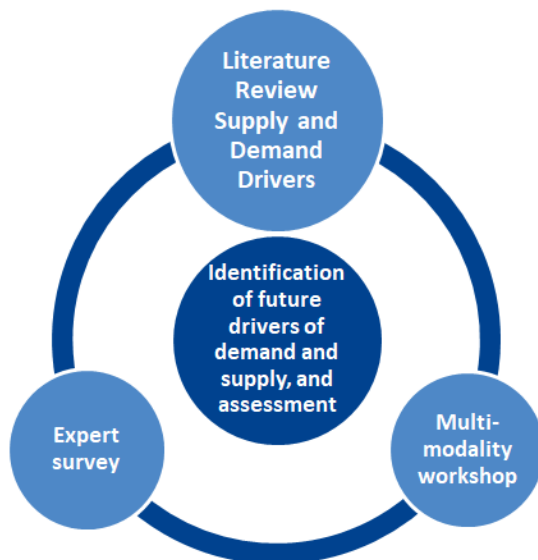 Literature
Review
Supply and
Demand
Drivers
Identification
of future
drivers of
demand and
supply, and
assessment
Expert
survey
Multi-
modality
workshop